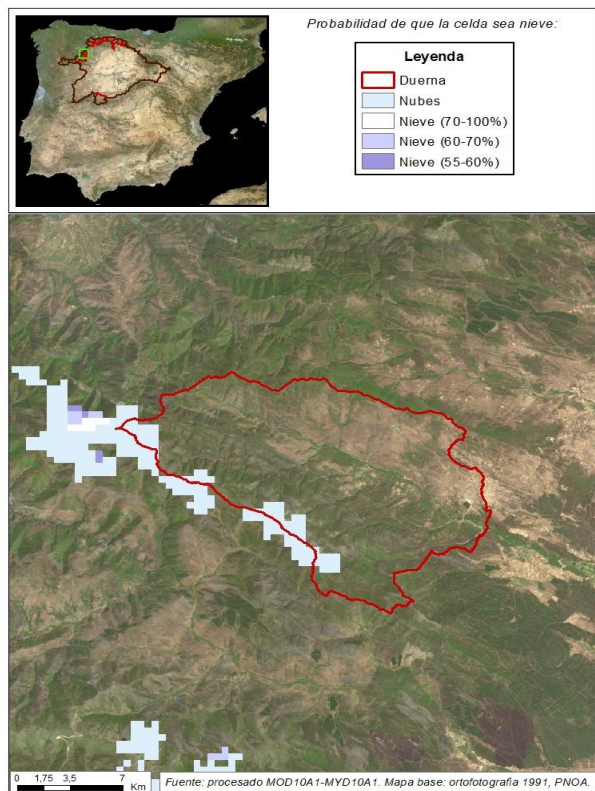 Probabilidad de que la celda sea nieve:
Leyenda
Duerna
Nubes
Nieve (70-100%)
Nieve (60-70%)
Nieve (55-60%)
0 1,75 3,5 7
Km
Fuente: procesado MOD10A1-MYD10A1. Mapa base: ortofotografia 1991, PNOA.